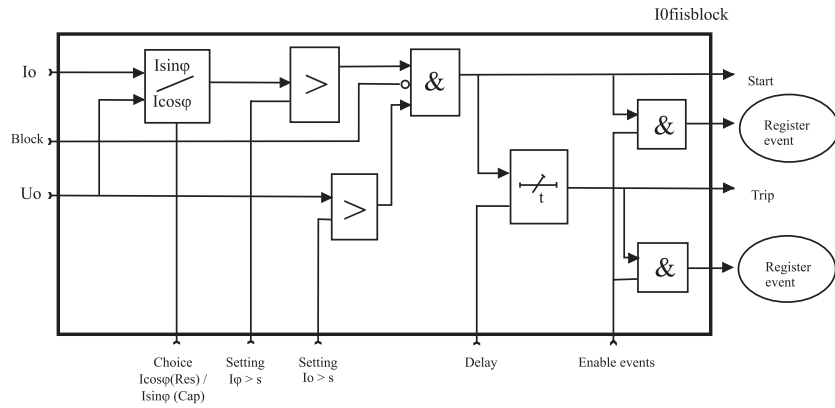 I0fiisblock
Io
Block
Uo
Isinφ
Icosφ
>
>
&
t
&
&
Start
Register
event
Trip
Register
event
Choice
Icosφ(Res) /
Isinφ (Cap)
Setting
Iφ > s
Setting
Io > s
Delay
Enable events